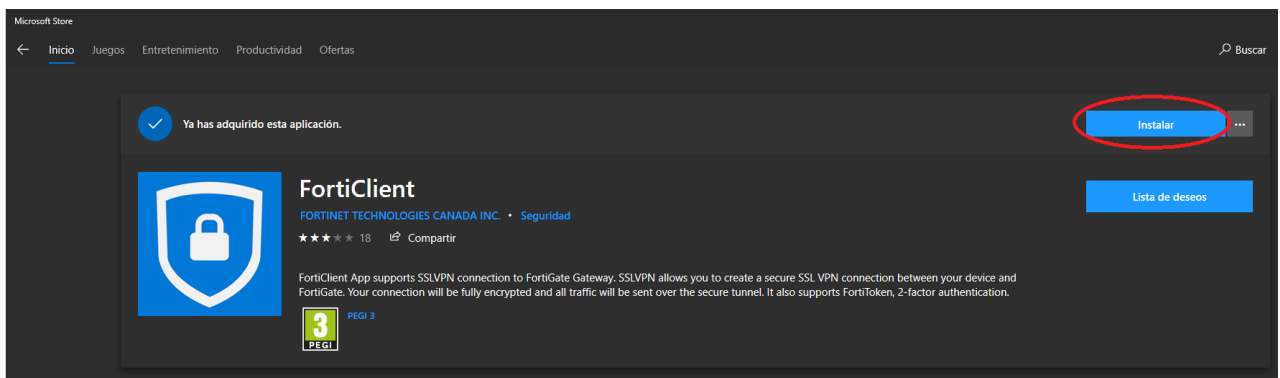 Microsoft Store
Inicio Juegos Entretenimiento Productividad Ofertas Buscar
Ya has adquirido esta aplicación.
Instalar ...
FortiClient
FORTINET TECHNOLOGIES CANADA INC. • Seguridad
Lista de deseos
18 Compartir
FortiClient App supports SSLVPN connection to FortiGate Gateway. SSLVPN allows you to create a secure SSL VPN connection between your device and
FortiGate. Your connection will be fully encrypted and all traffic will be sent over the secure tunnel. It also supports FortiToken, 2-factor authentication.
3
PEGI
PEGI 3